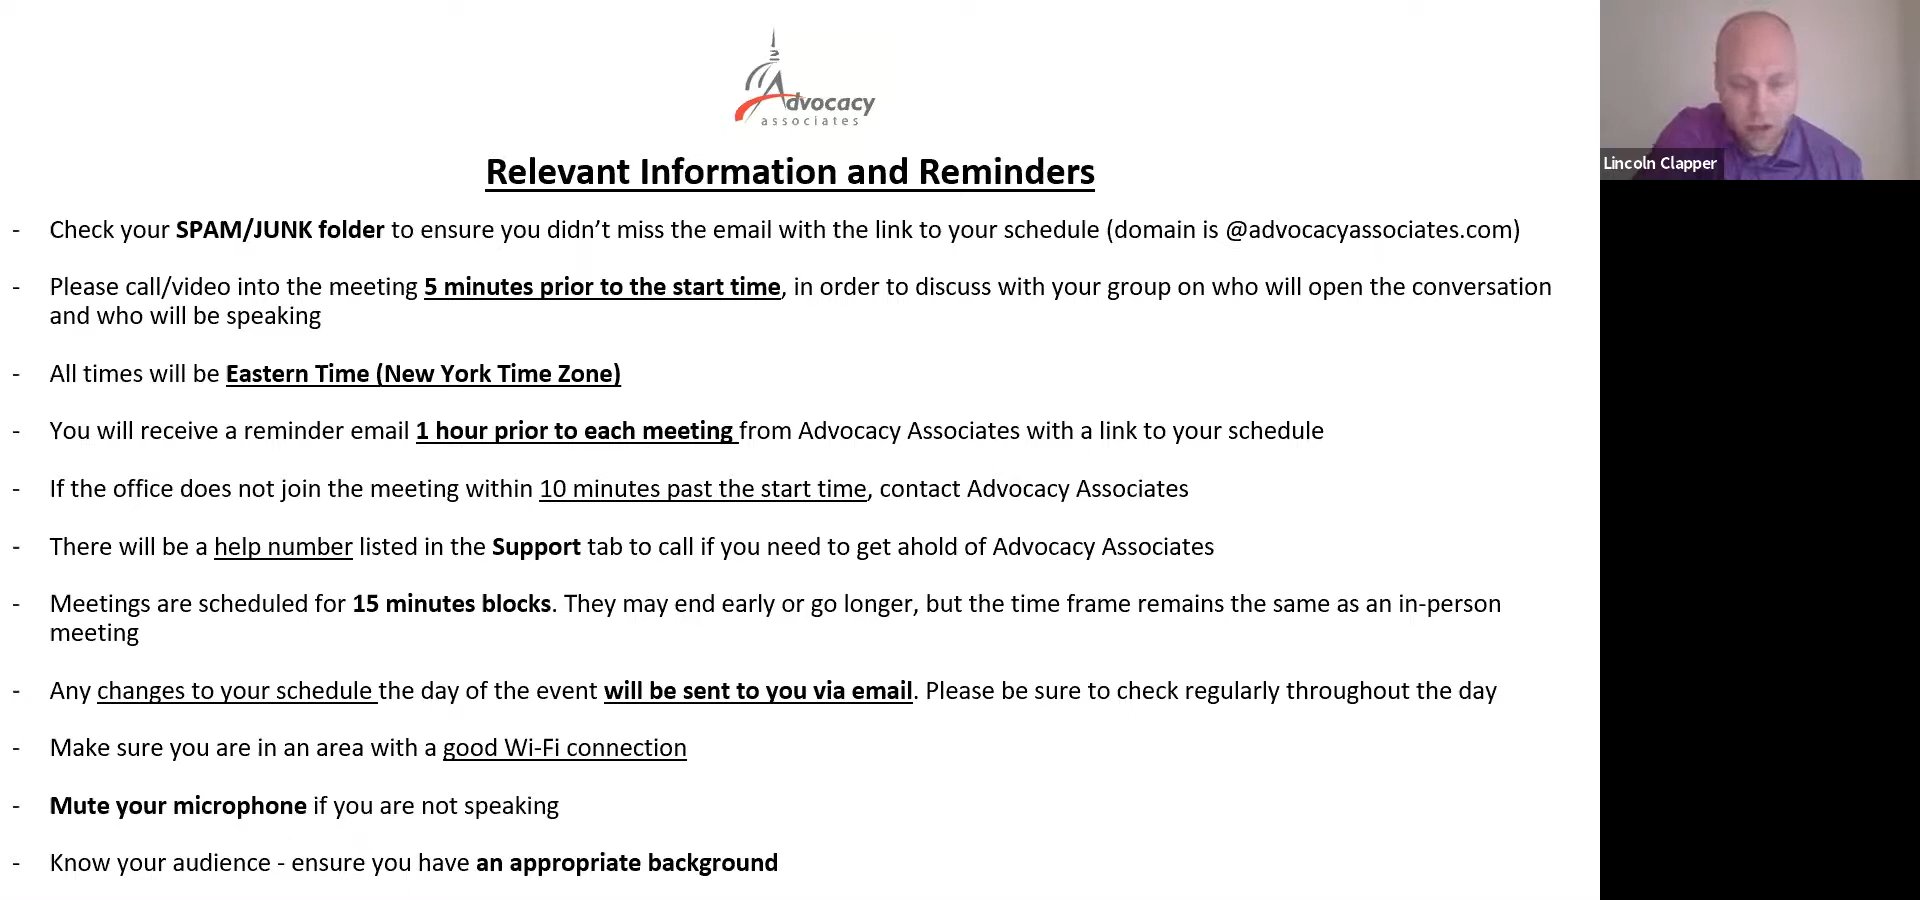 Advocacy
associates
Relevant Information and Reminders
- Check your SPAM/JUNK folder to ensure you didn’t miss the email with the link to your schedule (domain is @advocacyassociates.com)
- Please call/video into the meeting 5 minutes prior to the start time, in order to discuss with your group on who will open the conversation
and who will be speaking
- All times will be Eastern Time (New York Time Zone)
- You will receive a reminder email 1 hour prior to each meeting from Advocacy Associates with a link to your schedule
- If the office does not join the meeting within 10 minutes past the start time, contact Advocacy Associates
- There will be a help number listed in the Support tab to call if you need to get ahold of Advocacy Associates
- Meetings are scheduled for 15 minutes blocks. They may end early or go longer, but the time frame remains the same as an in-person
meeting
- Any changes to your schedule the day of the event will be sent to you via email. Please be sure to check regularly throughout the day
- Make sure you are in an area with a good Wi-Fi connection
- Mute your microphone if you are not speaking
- Know your audience - ensure you have an appropriate background
Lincoln Clapper